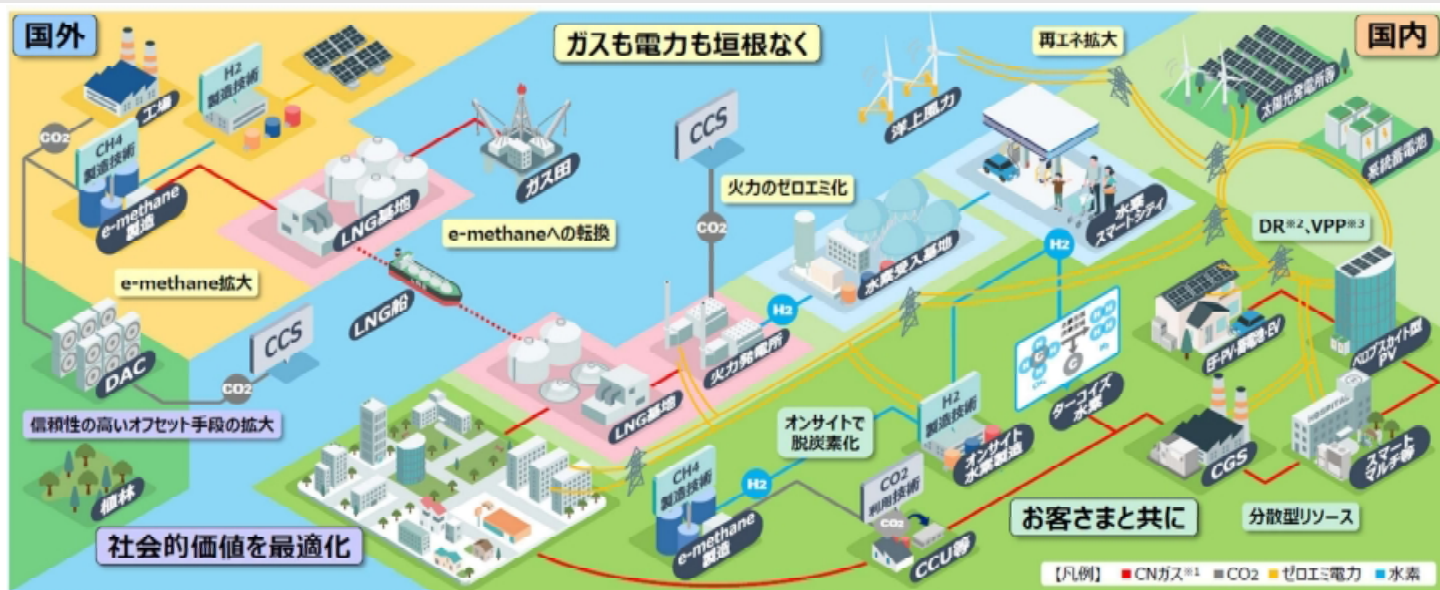 国外
ガスも電力も垣根なく
再エネ拡大
国内
H2
製造技術
工場
CO2
CH4
製造技術
e-methane
製造
LNG基地
ガス田
CCS
CO2
洋上風力
太陽光発電所等
系統蓄電池
火力のゼロエミ化
水素受入基地
水素
スマートシティ
H2
DR※2、VPP※3
e-methaneへの転換
e-methane拡大
LNG船
DAC
CCS
CO2
信頼性の高いオフセット手段の拡大
植林
LNG基地
火力発電所
H2
EF・PV・蓄電池・EV
ペロブスカイト型
PV
ターコイズ
水素
H2
製造技術
オンサイト
水素製造
オンサイトで
脱炭素化
CH4
製造技術
H2
e-methane
製造
CO2
利用技術
CO2
CCU等
CGS
HOSPITAL
スマート
マルチ等
お客さまと共に
分散型リソース
社会的価値を最適化
【凡例】 ■CNガス※1 ■CO2 ■ゼロエミ電力 ■水素